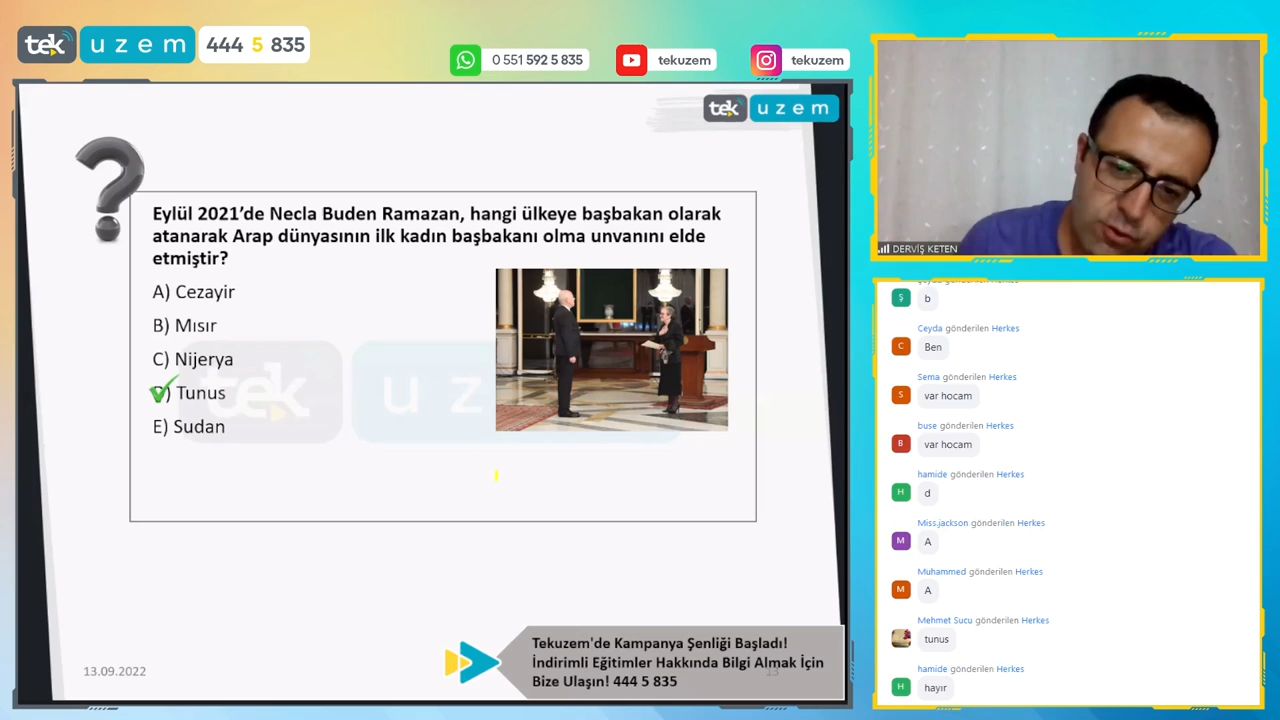 tek uzem 444 5 835
0 551 592 5 835
tekuzem
tekuzem
tek uzem
Eylül 2021’de Necla Buden Ramazan, hangi ülkeye başbakan olarak
atanarak Arap dünyasının ilk kadın başbakanı olma unvanını elde
etmiştir?
A) Cezayir
B) Mısır
C) Nijerya
D) Tunus
E) Sudan
tek uz
13.09.2022
Tekuzem'de Kampanya Şenliği Başladı!
İndirimli Eğitimler Hakkında Bilgi Almak İçin
Bize Ulaşın! 444 5 835
DERVİŞ KETEN
Ş
b
Ceyda gönderilen Herkes
C
Ben
Sema gönderilen Herkes
S
var hocam
buse gönderilen Herkes
B
var hocam
hamide gönderilen Herkes
H
d
Miss.jackson gönderilen Herkes
M
A
Muhammed gönderilen Herkes
M
A
Mehmet Sucu gönderilen Herkes
tunus
hamide gönderilen Herkes
H
hayır